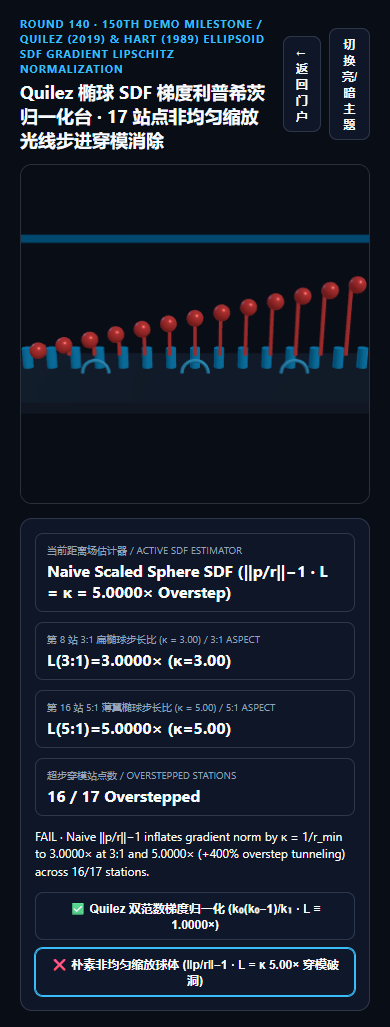 ROUND 140 · 150TH DEMO MILESTONE /
QUILEZ (2019) & HART (1989) ELLIPSOID
SDF GRADIENT LIPSCHITZ
NORMALIZATION
Quilez 椭球 SDF 梯度利普希茨
归一化台 · 17 站点非均匀缩放
光线步进穿模消除
←
返
回
门
户
切
换
亮/
暗
主
题
当前距离场估计器 / ACTIVE SDF ESTIMATOR
Naive Scaled Sphere SDF (||p/r||−1 · L
= κ = 5.0000× Overstep)
第 8 站 3:1 扁椭球步长比 (κ = 3.00) / 3:1 ASPECT
L(3:1)=3.0000× (κ=3.00)
第 16 站 5:1 薄翼椭球步长比 (κ = 5.00) / 5:1 ASPECT
L(5:1)=5.0000× (κ=5.00)
超步穿模站点数 / OVERSTEPPED STATIONS
16 / 17 Overstepped
FAIL · Naive ||p/r||−1 inflates gradient norm by κ = 1/r_min
to 3.0000× at 3:1 and 5.0000× (+400% overstep tunneling)
across 16/17 stations.
✅ Quilez 双范数梯度归一化 (k₀(k₀−1)/k₁ · L ≡
1.0000×)
❌ 朴素非均匀缩放球体 (||p/r||−1 · L = κ 5.00× 穿模破
洞)